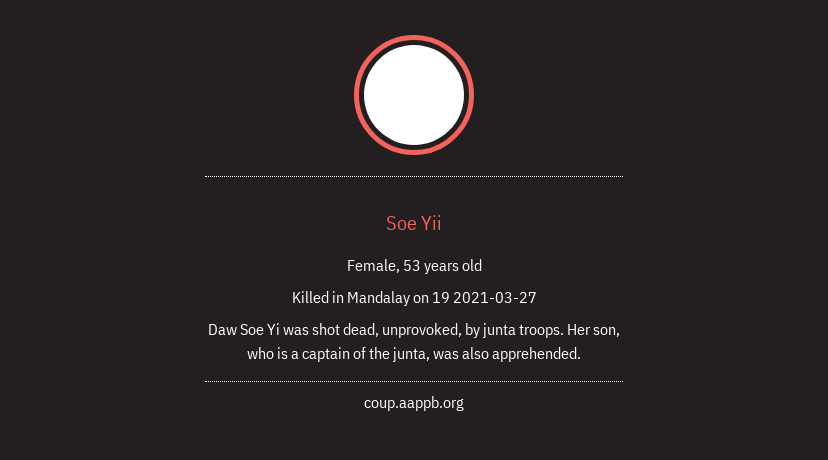 Soe Yii
Female, 53 years old
Killed in Mandalay on 19 2021-03-27
Daw Soe Yi was shot dead, unprovoked, by junta troops. Her son,
who is a captain of the junta, was also apprehended.
coup.aappb.org